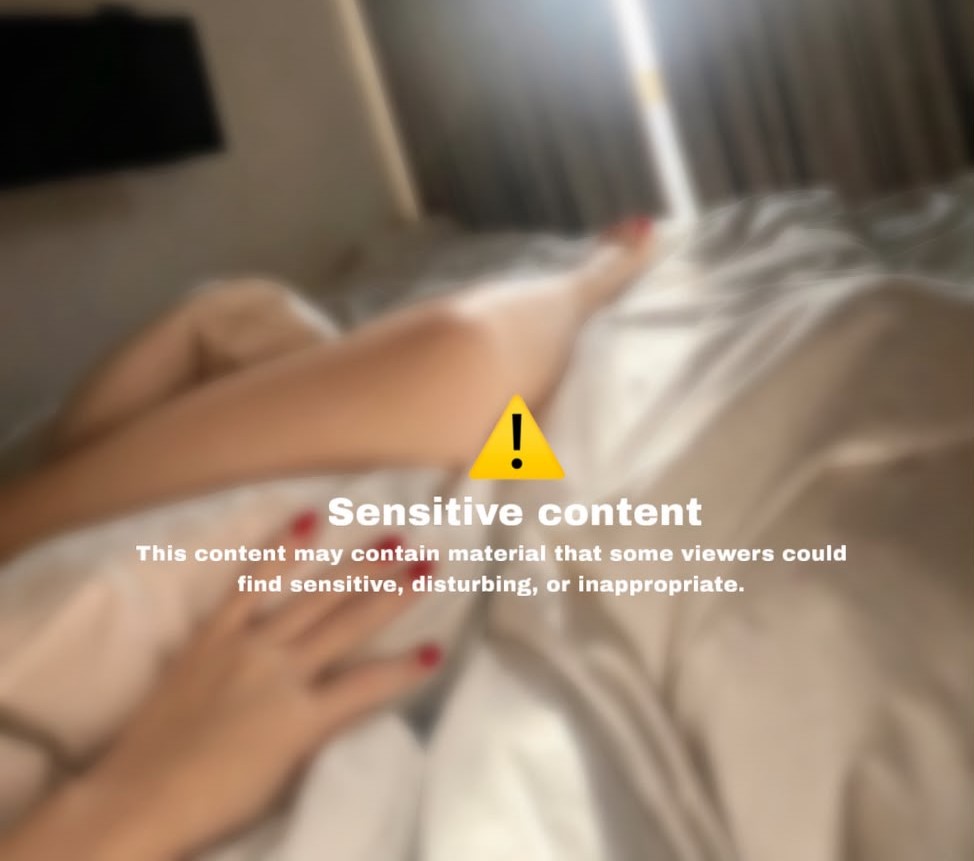 Sensitive content
This content may contain material that some viewers could
find sensitive, disturbing, or inappropriate.